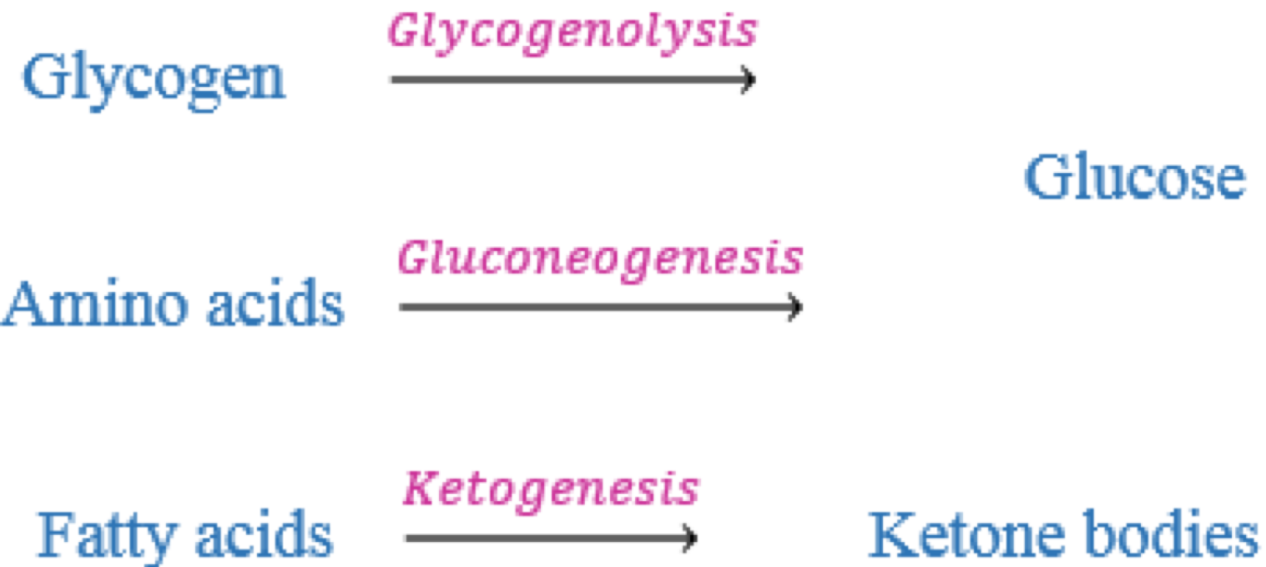 Glycogenolysis
Glycogen
Glucose
Gluconeogenesis
Amino acids
Ketogenesis
Fatty acids
Ketone bodies